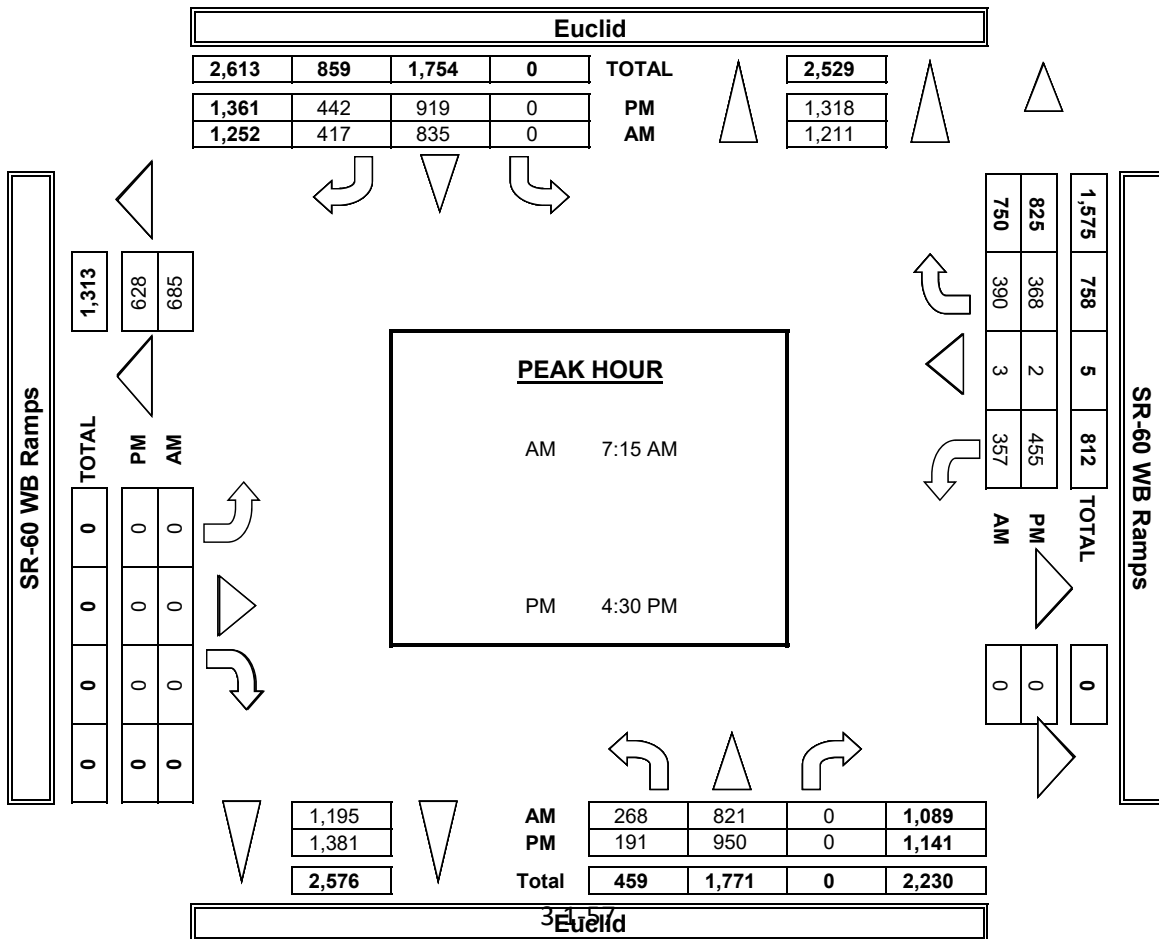 Euclid
2,613 859 1,754 0 TOTAL 2,529
1,361 442 919 0 PM 1,318
1,252 417 835 0 AM 1,211
SR-60 WB Ramps
1,313
628
685
TOTAL
PM
AM
0 0 0 0
0 0 0 0
0 0 0 0
PEAK HOUR
AM 7:15 AM
PM 4:30 PM
1,575 758 5 812 TOTAL 0
825 368 2 455 PM 0
750 390 3 357 AM 0
SR-60 WB Ramps
1,195 AM 268 821 0 1,089
1,381 PM 191 950 0 1,141
2,576 Total 459 1,771 0 2,230
Euclid
3-1-57